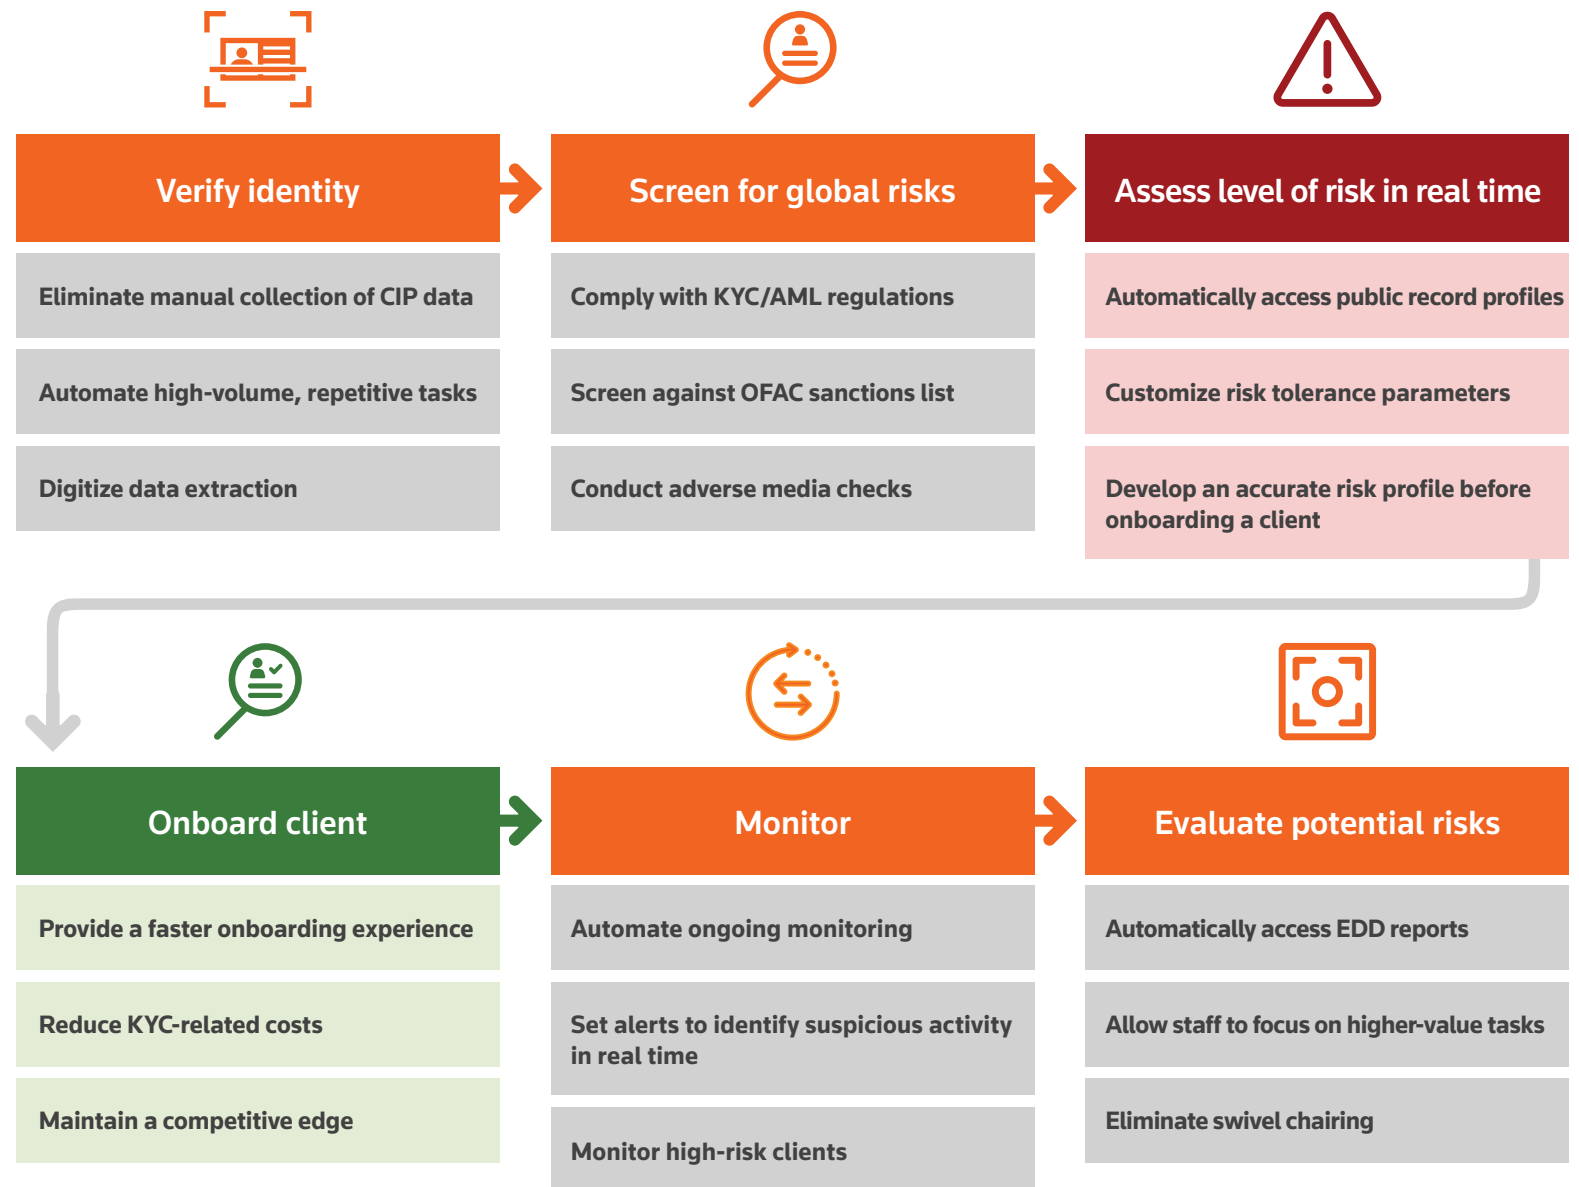 Verify identity
Eliminate manual collection of CIP data
Automate high-volume, repetitive tasks
Digitize data extraction
Screen for global risks
Comply with KYC/AML regulations
Screen against OFAC sanctions list
Conduct adverse media checks
Assess level of risk in real time
Automatically access public record profiles
Customize risk tolerance parameters
Develop an accurate risk profile before
onboarding a client
Onboard client
Provide a faster onboarding experience
Reduce KYC-related costs
Maintain a competitive edge
Monitor
Automate ongoing monitoring
Set alerts to identify suspicious activity
in real time
Monitor high-risk clients
Evaluate potential risks
Automatically access EDD reports
Allow staff to focus on higher-value tasks
Eliminate swivel chairing